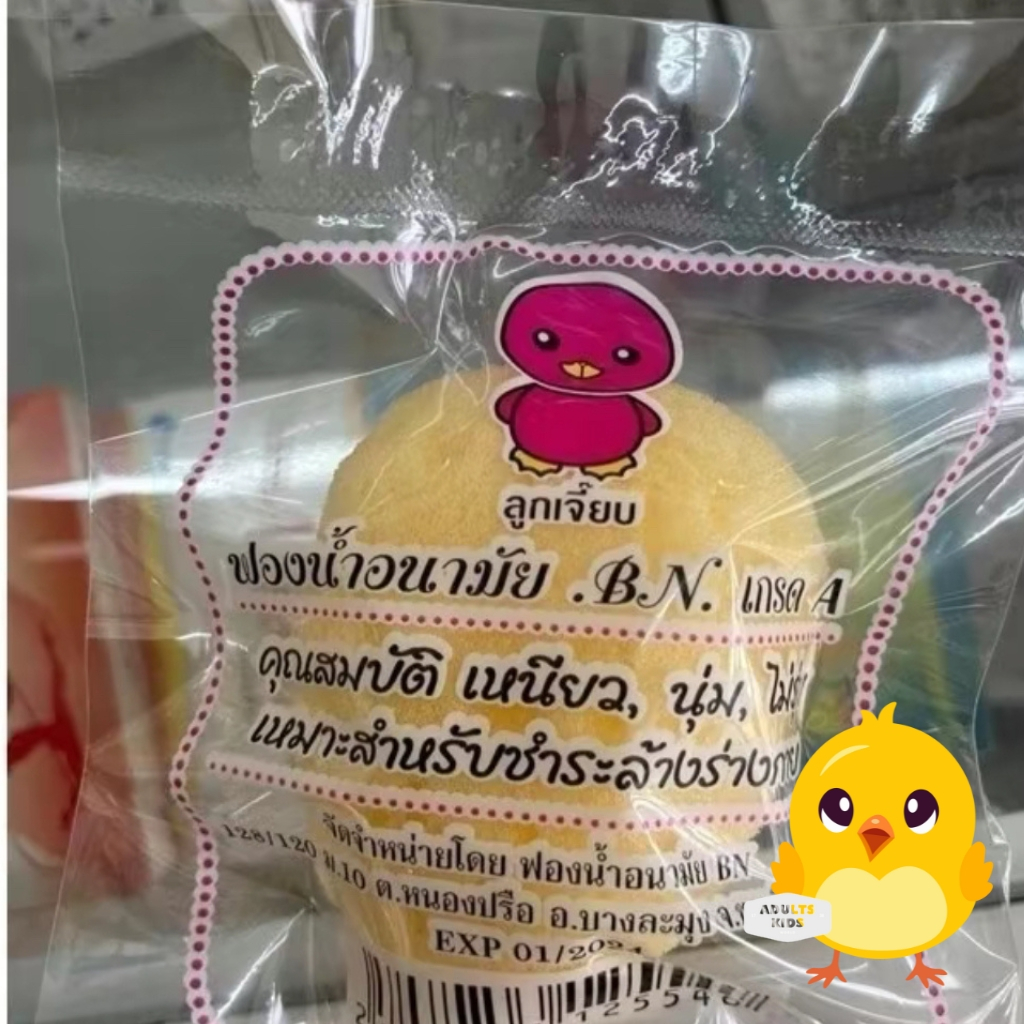 ลูกเจี๊ยบ
ฟองน้ำอนามัย .B.N. เกรด A
คุณสมบัติ เหนียว, นุ่ม,
เหมาะสำหรับชำระล้างร่างกาย
จัดจำหน่ายโดย ฟองน้ำอนามัย BN
128/120 ม.10 ต.หนองปรือ อ.บางละมุง
EXP 01/
ADULTS
KIDS